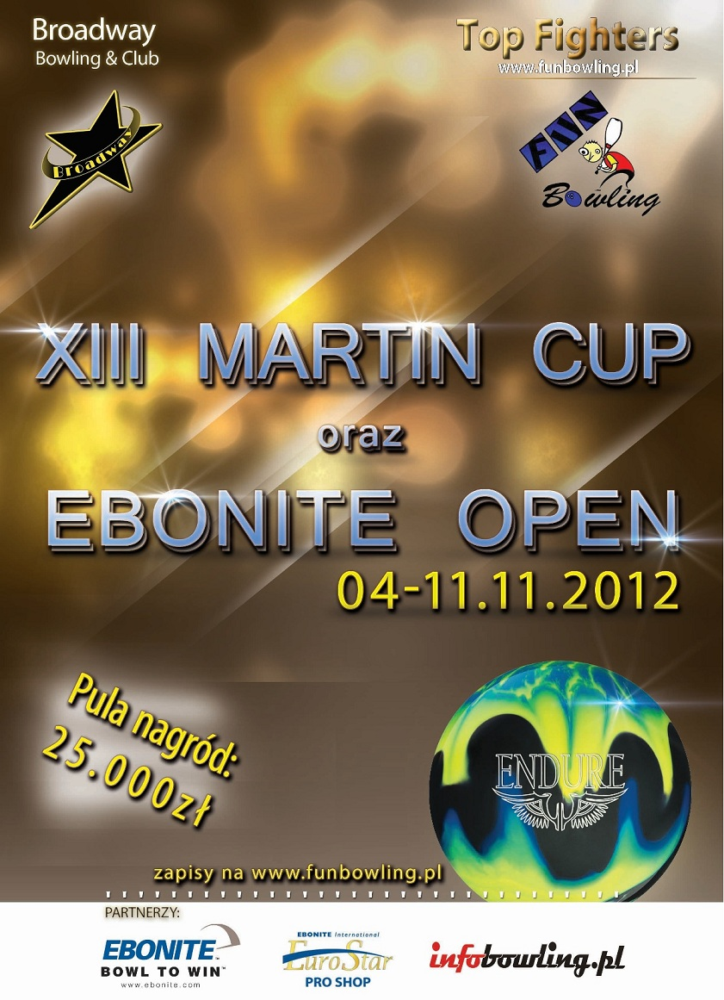 Broadway
Bowling & Club
Top Fighters
www.funbowling.pl
Broadway
FUN
Bowling
XIII MARTIN CUP
oraz
EBONITE OPEN
04-11.11.2012
Pula nagród:
25.000zł
ENDURE
zapisy na www.funbowling.pl
PARTNERZY:
EBONITE™
BOWL TO WIN™
www.ebonite.com
EBONITE International
EuroStar
PRO SHOP
infobowling.pl